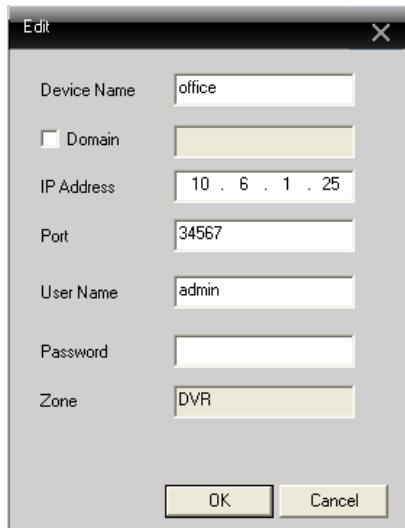 Edit
Device Name office
Domain
IP Address 10 . 6 . 1 . 25
Port 34567
User Name admin
Password
Zone DVR
OK Cancel